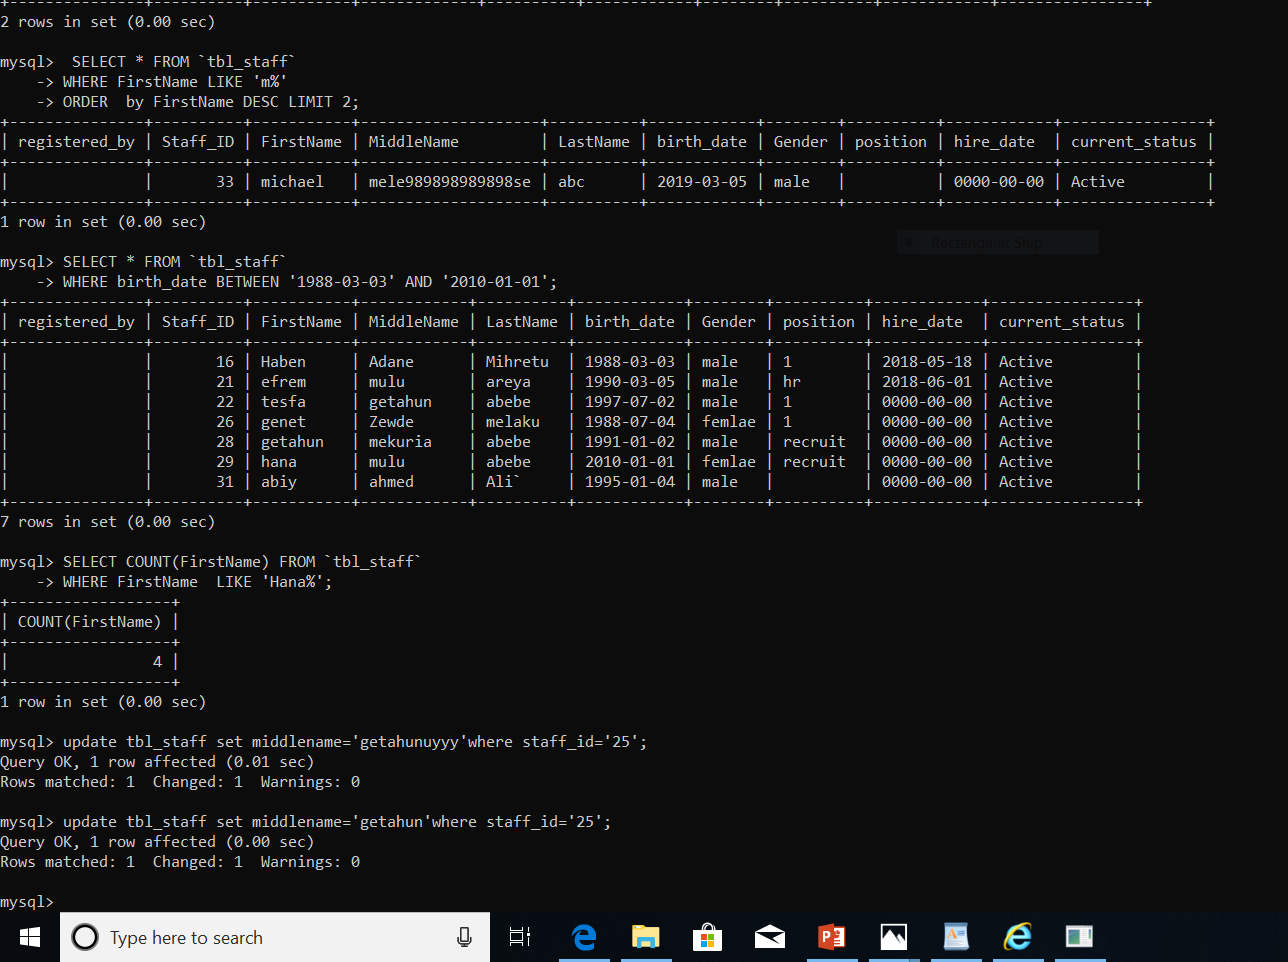 +---------------+----------+-----------+-------------+-----------+------------+--------+----------+------------+----------------+
2 rows in set (0.00 sec)
mysql>  SELECT * FROM `tbl_staff`
    -> WHERE FirstName LIKE 'm%'
    -> ORDER  by FirstName DESC LIMIT 2;
+---------------+----------+-----------+--------------------+----------+------------+--------+----------+------------+----------------+
| registered_by | Staff_ID | FirstName | MiddleName         | LastName | birth_date | Gender | position | hire_date  | current_status |
+---------------+----------+-----------+--------------------+----------+------------+--------+----------+------------+----------------+
|               |       33 | michael   | mele989898989898se | abc      | 2019-03-05 | male   |          | 0000-00-00 | Active         |
+---------------+----------+-----------+--------------------+----------+------------+--------+----------+------------+----------------+
1 row in set (0.00 sec)
Rectangular Snip
mysql> SELECT * FROM `tbl_staff`
    -> WHERE birth_date BETWEEN '1988-03-03' AND '2010-01-01';
+---------------+----------+-----------+------------+----------+------------+--------+----------+------------+----------------+
| registered_by | Staff_ID | FirstName | MiddleName | LastName | birth_date | Gender | position | hire_date  | current_status |
+---------------+----------+-----------+------------+----------+------------+--------+----------+------------+----------------+
|               |       16 | Haben     | Adane      | Mihretu  | 1988-03-03 | male   | 1        | 2018-05-18 | Active         |
|               |       21 | efrem     | mulu       | areya    | 1990-03-05 | male   | hr       | 2018-06-01 | Active         |
|               |       22 | tesfa     | getahun    | abebe    | 1997-07-02 | male   | 1        | 0000-00-00 | Active         |
|               |       26 | genet     | Zewde      | melaku   | 1988-07-04 | femlae | 1        | 0000-00-00 | Active         |
|               |       28 | getahun   | mekuria    | abebe    | 1991-01-02 | male   | recruit  | 0000-00-00 | Active         |
|               |       29 | hana      | mulu       | abebe    | 2010-01-01 | femlae | recruit  | 0000-00-00 | Active         |
|               |       31 | abiy      | ahmed      | Ali`     | 1995-01-04 | male   |          | 0000-00-00 | Active         |
+---------------+----------+-----------+------------+----------+------------+--------+----------+------------+----------------+
7 rows in set (0.00 sec)
mysql> SELECT COUNT(FirstName) FROM `tbl_staff`
    -> WHERE FirstName  LIKE 'Hana%';
+------------------+
| COUNT(FirstName) |
+------------------+
|                4 |
+------------------+
1 row in set (0.00 sec)
mysql> update tbl_staff set middlename='getahunuyyy'where staff_id='25';
Query OK, 1 row affected (0.01 sec)
Rows matched: 1  Changed: 1  Warnings: 0
mysql> update tbl_staff set middlename='getahun'where staff_id='25';
Query OK, 1 row affected (0.00 sec)
Rows matched: 1  Changed: 1  Warnings: 0
mysql>
Type here to search